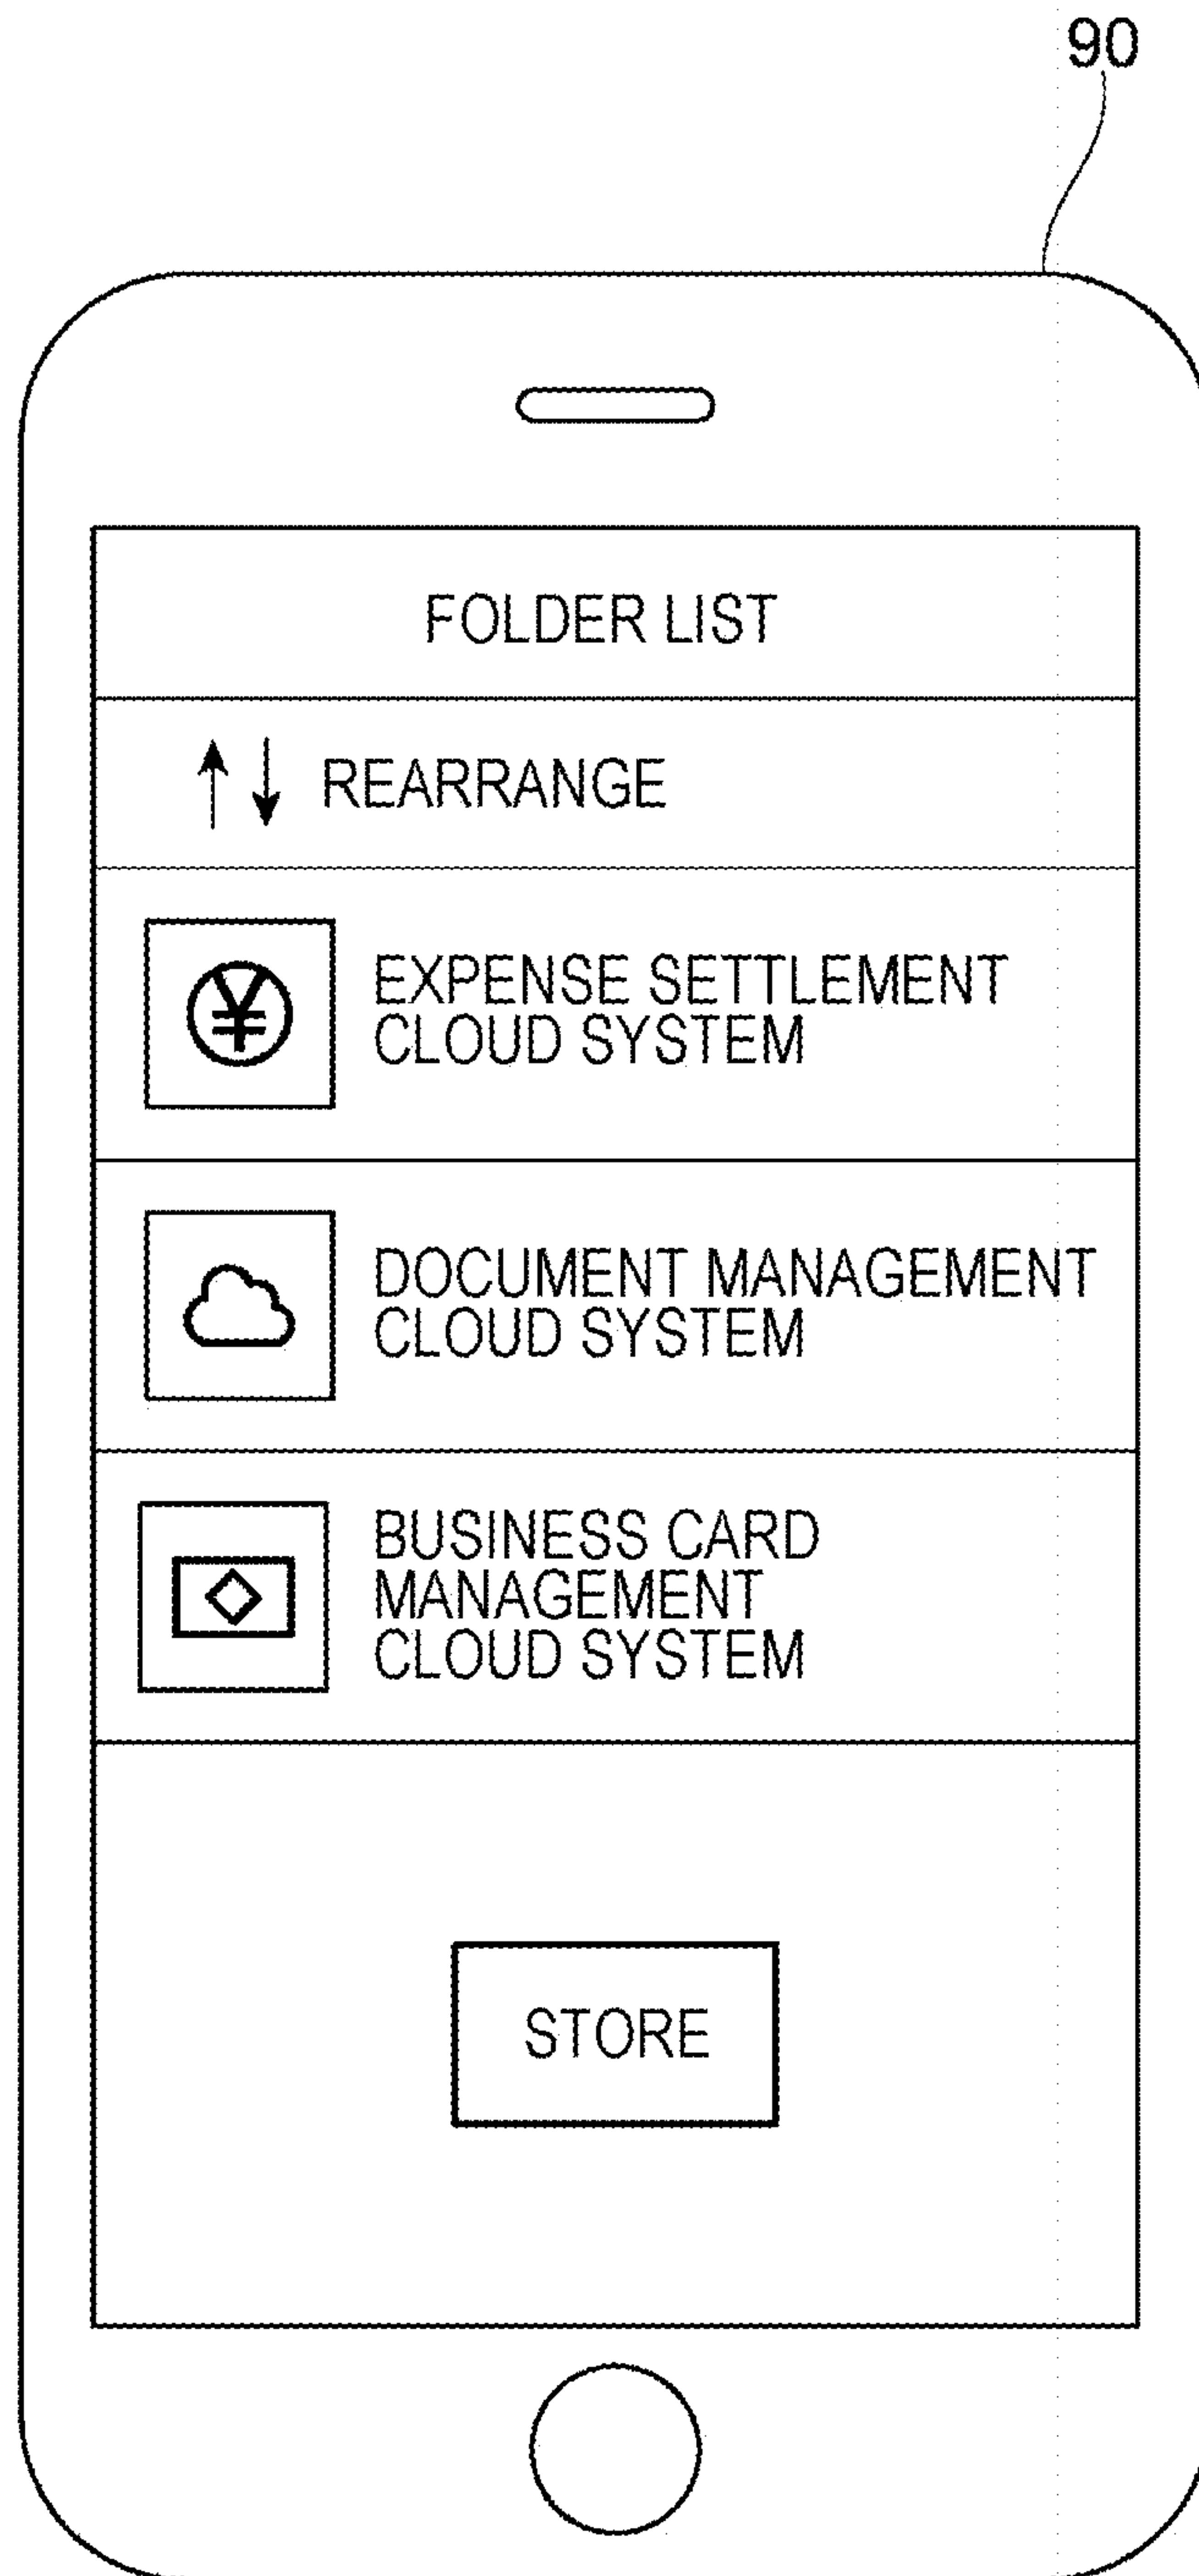 90
FOLDER LIST
↑↓ REARRANGE
¥
EXPENSE SETTLEMENT
CLOUD SYSTEM
DOCUMENT MANAGEMENT
CLOUD SYSTEM
BUSINESS CARD
MANAGEMENT
CLOUD SYSTEM
STORE